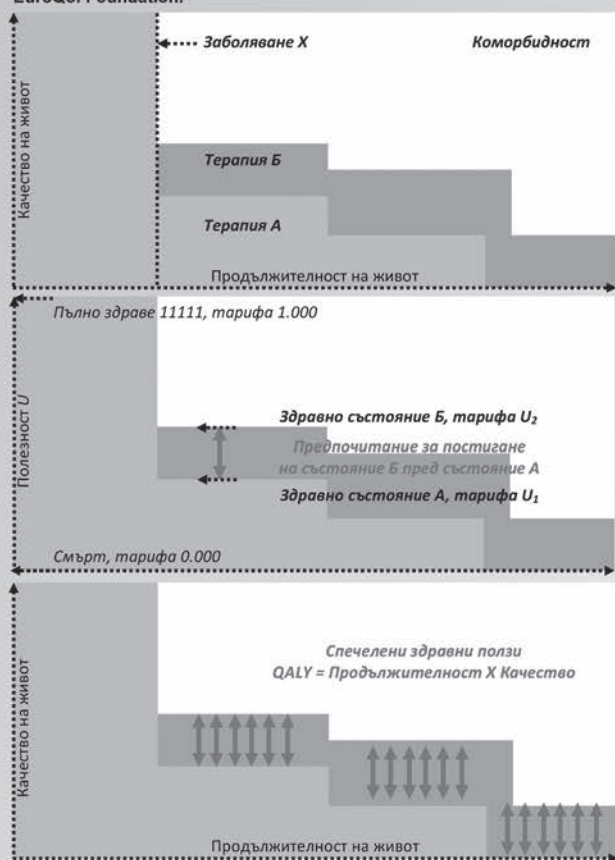 EuroQol Foundation.
Заболяване X
Коморбидност
Терапия Б
Терапия А
Качество на живот
Продължителност на живот
Пълно здраве 11111, тарифа 1.000
Здравно състояние Б, тарифа U₂
Предпочитание за постигане
на състояние Б пред състояние А
Здравно състояние А, тарифа U₁
Полезност U
Смърт, тарифа 0.000
Спечелени здравни ползи
QALY = Продължителност X Качество
Качество на живот
Продължителност на живот